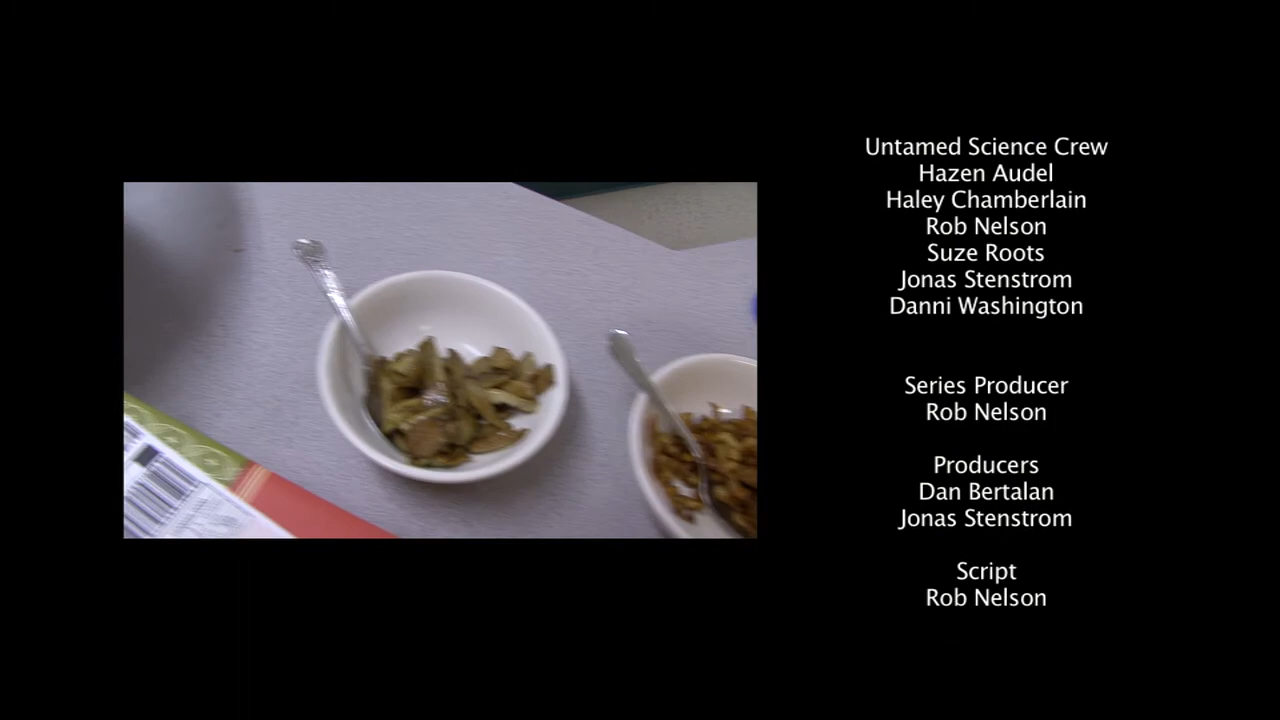 Untamed Science Crew
Hazen Audel
Haley Chamberlain
Rob Nelson
Suze Roots
Jonas Stenstrom
Danni Washington
Series Producer
Rob Nelson
Producers
Dan Bertalan
Jonas Stenstrom
Script
Rob Nelson